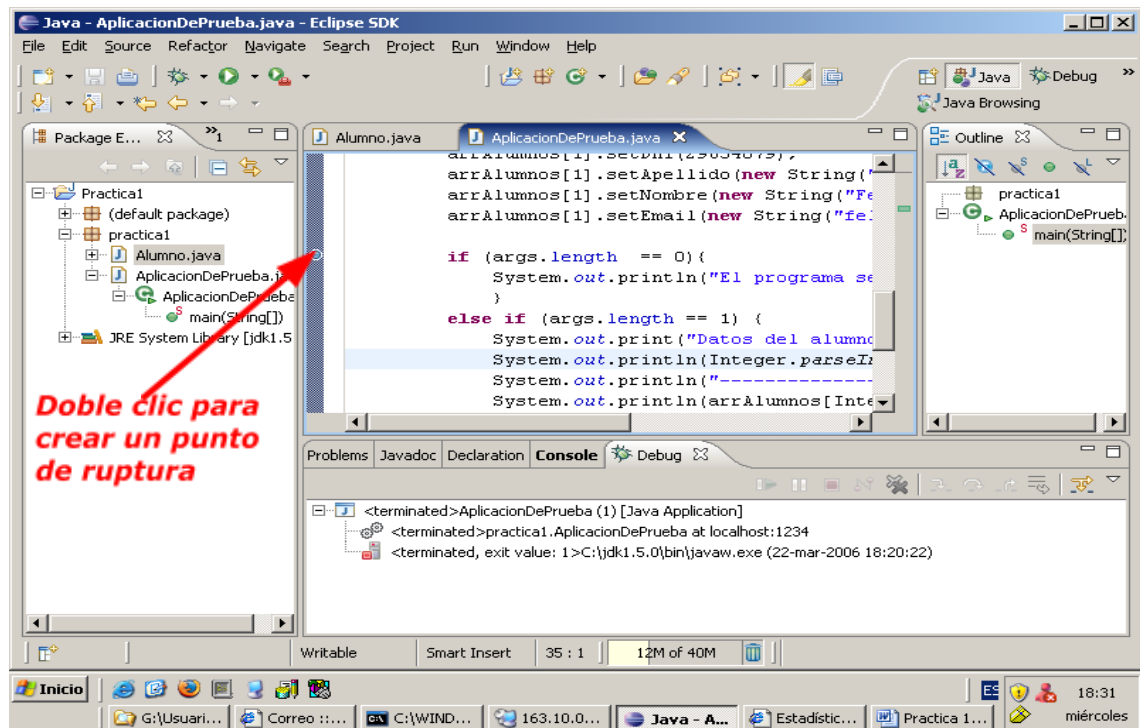 Java - AplicacionDePrueba.java - Eclipse SDK
File Edit Source Refactor Navigate Search Project Run Window Help
Java Debug »
Java Browsing
Package E... »1
Practica1
(default package)
practica1
Alumno.java
AplicacionDePrueba.ja
AplicacionDePrueba
main(String[])
JRE System Library [jdk1.5
Doble clic para
crear un punto
de ruptura
Alumno.java AplicacionDePrueba.java
arrAlumnos[1].setDni(29634679);
arrAlumnos[1].setApellido(new String("
arrAlumnos[1].setNombre(new String("Fe
arrAlumnos[1].setEmail(new String("fel
if (args.length == 0){
System.out.println("El programa se
}
else if (args.length == 1) {
System.out.print("Datos del alumno
System.out.println(Integer.parseIn
System.out.println("--------------
System.out.println(arrAlumnos[Inte
Outline
practica1
AplicacionDePrueb
main(String[])
Problems Javadoc Declaration Console Debug
<terminated>AplicacionDePrueba (1) [Java Application]
<terminated>practica1.AplicacionDePrueba at localhost:1234
<terminated, exit value: 1>C:\jdk1.5.0\bin\javaw.exe (22-mar-2006 18:20:22)
Writable Smart Insert 35 : 1 12M of 40M
Inicio ES 18:31
G:\Usuari... Correo ::... C:\WIND... 163.10.0... Java - A... Estadístic... Practica 1... miércoles